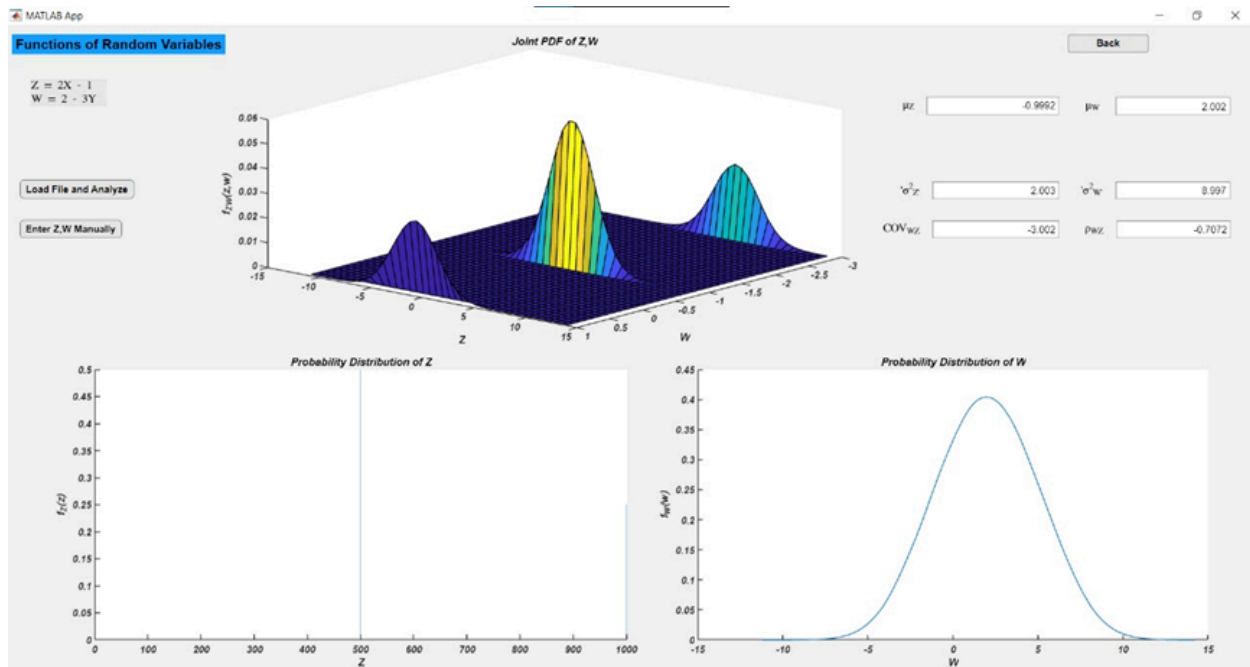 MATLAB App
Functions of Random Variables
Joint PDF of Z,W
Back
Z = 2X - 1
W = 2 - 3Y
Load File and Analyze
Enter Z,W Manually
μZ
-0.9992
μW
2.002
'σ²Z
2.003
'σ²W
8.997
COVWZ
-3.002
ρWZ
-0.7072
fZW(z,w)
0.06
0.05
0.04
0.03
0.02
0.01
0
-15
-10
-5
0
5
10
15
Z
1
0.5
0
-0.5
-1
-1.5
-2
-2.5
-3
W
Probability Distribution of Z
fZ(z)
0.5
0.45
0.4
0.35
0.3
0.25
0.2
0.15
0.1
0.05
0
0 100 200 300 400 500 600 700 800 900 1000
Z
Probability Distribution of W
fW(w)
0.45
0.4
0.35
0.3
0.25
0.2
0.15
0.1
0.05
0
-15 -10 -5 0 5 10 15
W